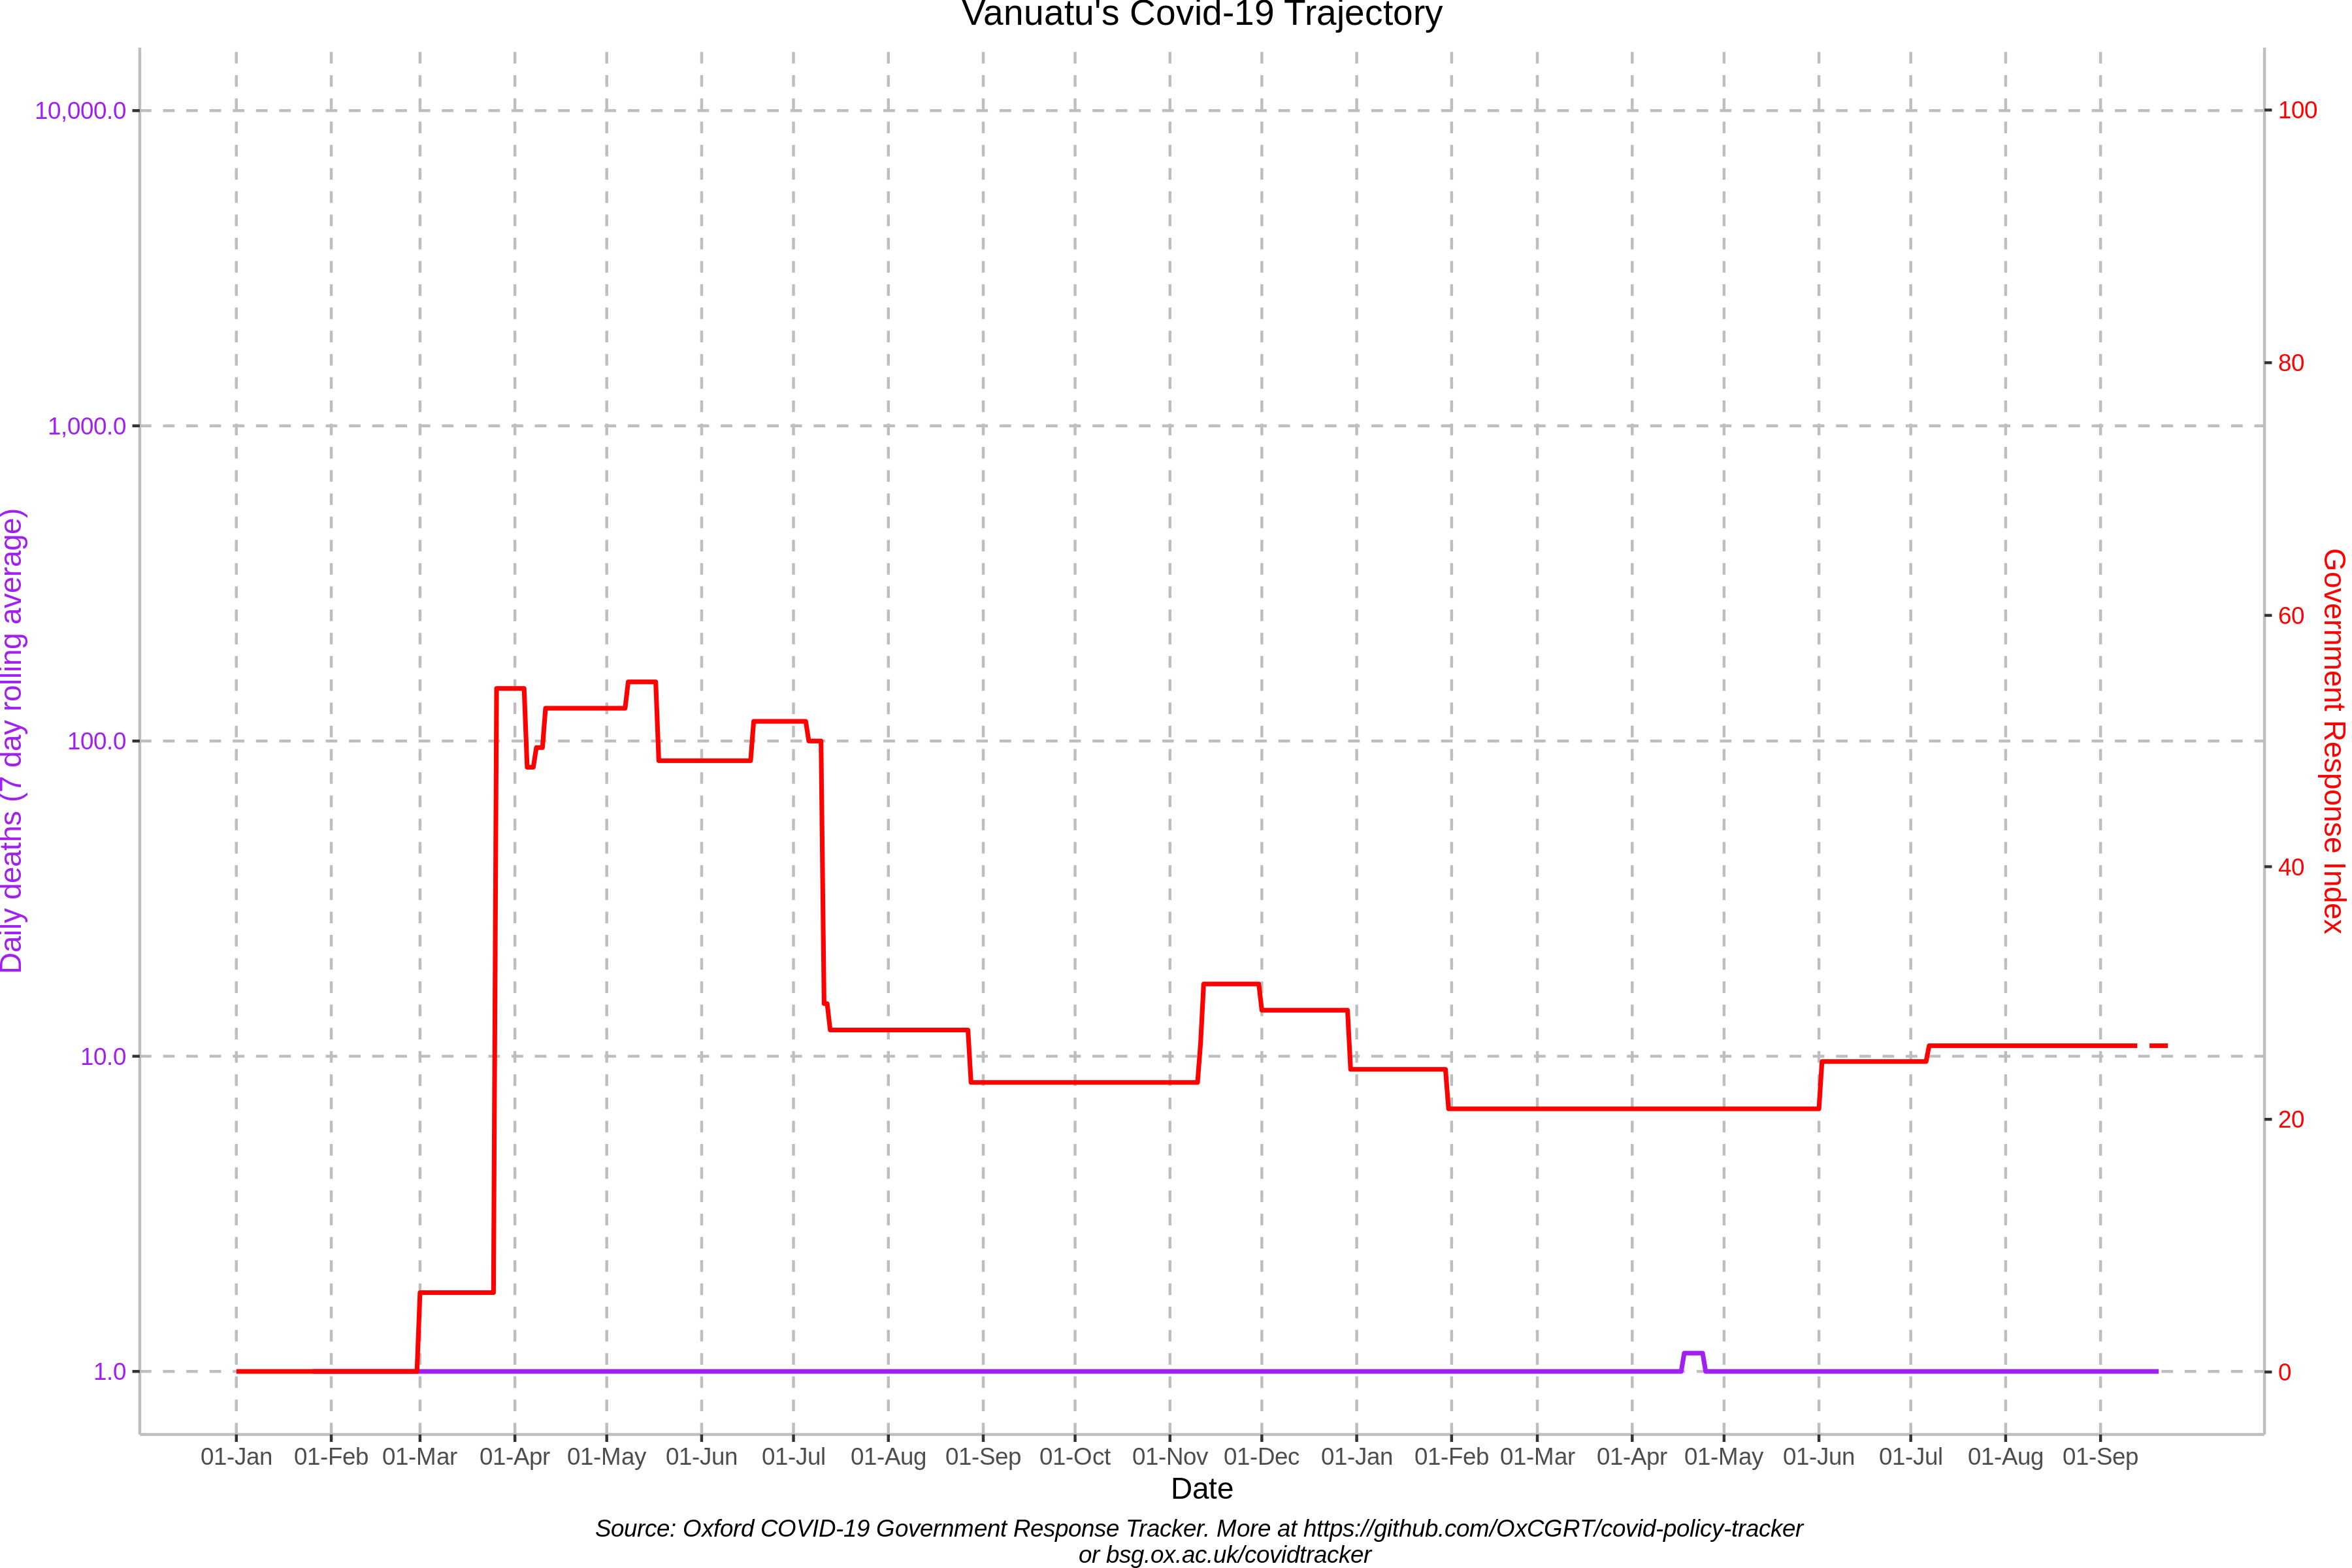 Vanuatu's Covid-19 Trajectory
10,000.0
1,000.0
100.0
10.0
1.0
Daily deaths (7 day rolling average)
100
80
60
40
20
0
Government Response Index
01-Jan 01-Feb 01-Mar 01-Apr 01-May 01-Jun 01-Jul 01-Aug 01-Sep 01-Oct 01-Nov 01-Dec 01-Jan 01-Feb 01-Mar 01-Apr 01-May 01-Jun 01-Jul 01-Aug 01-Sep
Date
Source: Oxford COVID-19 Government Response Tracker. More at https://github.com/OxCGRT/covid-policy-tracker
or bsg.ox.ac.uk/covidtracker